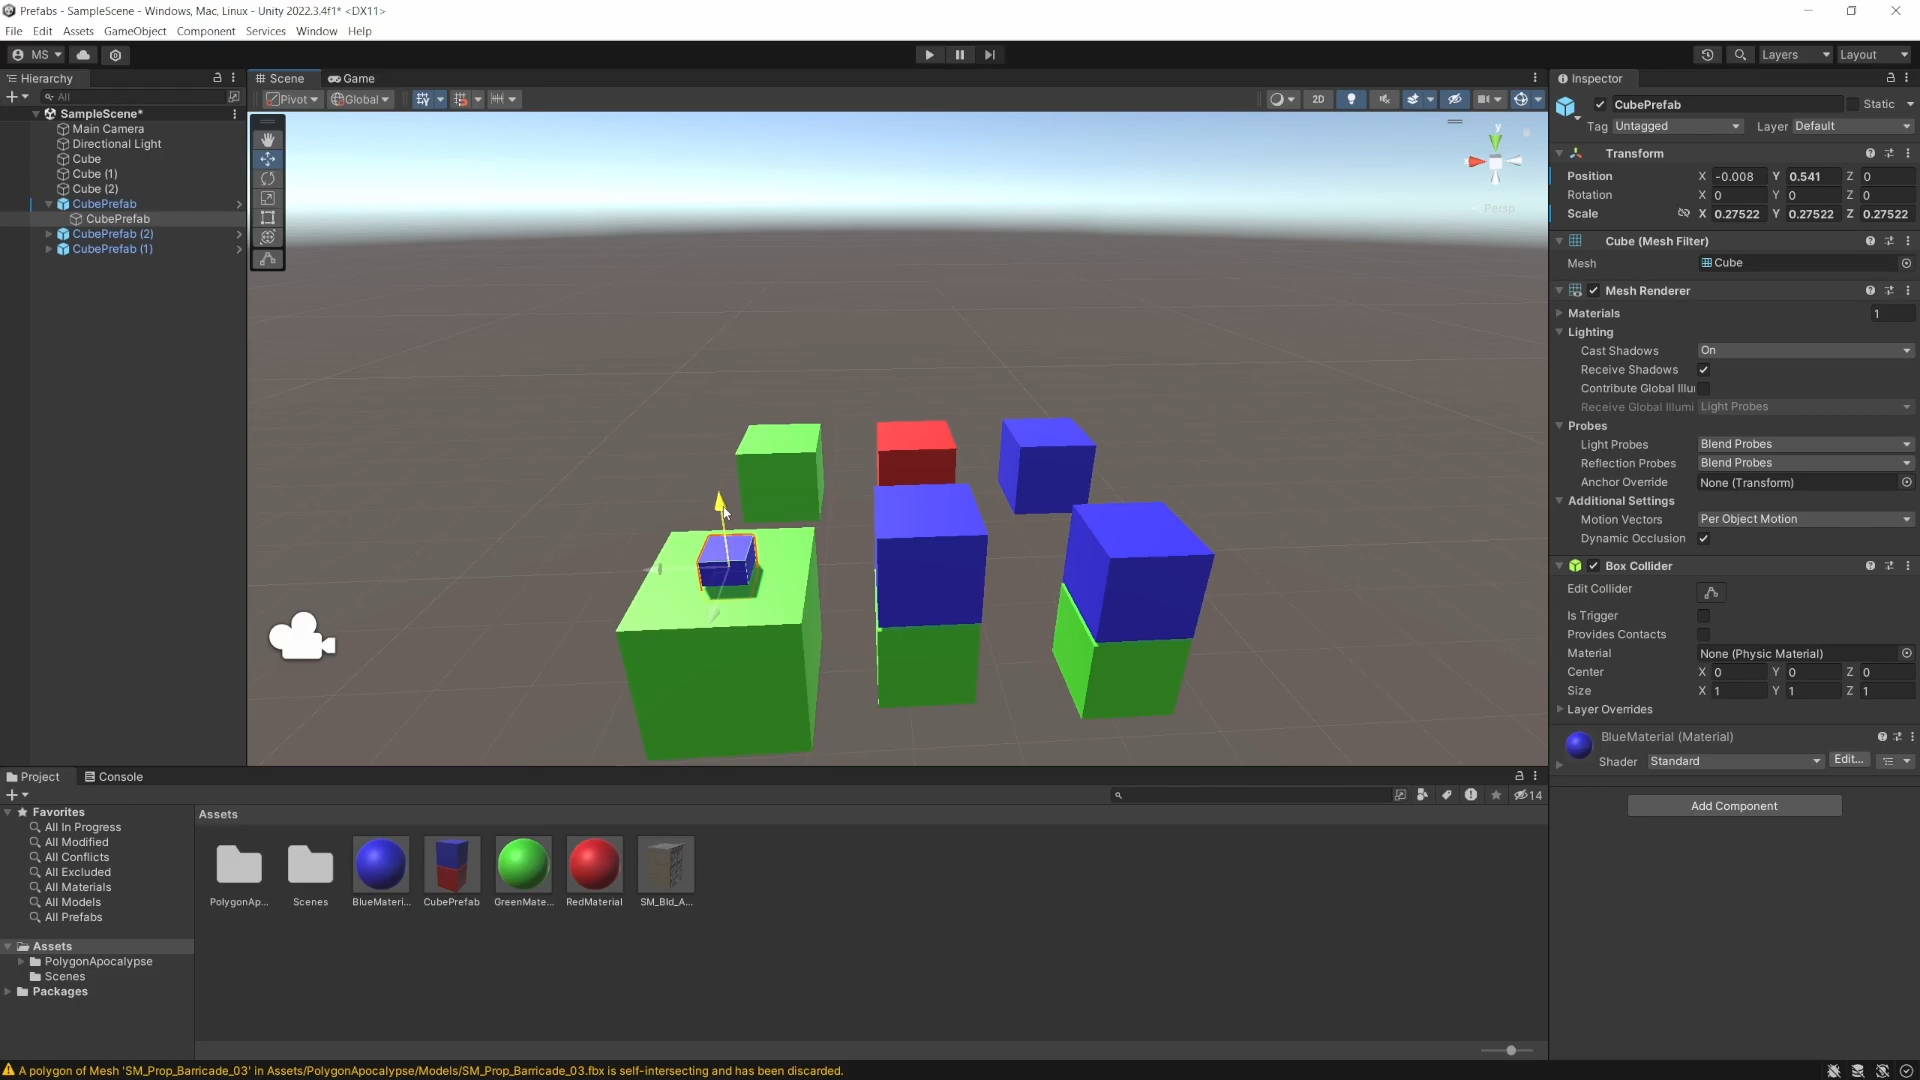 Prefabs - SampleScene - Windows, Mac, Linux - Unity 2022.3.4f1* <DX11>
File Edit Assets GameObject Component Services Window Help
MS
Layers Layout
Hierarchy
All
SampleScene*
Main Camera
Directional Light
Cube
Cube (1)
Cube (2)
CubePrefab
CubePrefab
CubePrefab (2)
CubePrefab (1)
Scene Game
Pivot Global 2D
y
Persp
Inspector
CubePrefab Static
Tag Untagged Layer Default
Transform
Position X -0.008 Y 0.541 Z 0
Rotation X 0 Y 0 Z 0
Scale X 0.27522 Y 0.27522 Z 0.27522
Cube (Mesh Filter)
Mesh Cube
Mesh Renderer
Materials 1
Lighting
Cast Shadows On
Receive Shadows
Contribute Global Illu
Receive Global Illumi Light Probes
Probes
Light Probes Blend Probes
Reflection Probes Blend Probes
Anchor Override None (Transform)
Additional Settings
Motion Vectors Per Object Motion
Dynamic Occlusion
Box Collider
Edit Collider
Is Trigger
Provides Contacts
Material None (Physic Material)
Center X 0 Y 0 Z 0
Size X 1 Y 1 Z 1
Layer Overrides
BlueMaterial (Material)
Shader Standard Edit...
Add Component
Project Console
14
Favorites
All In Progress
All Modified
All Conflicts
All Excluded
All Materials
All Models
All Prefabs
Assets
PolygonApocalypse
Scenes
Packages
Assets
PolygonAp... Scenes BlueMateri... CubePrefab GreenMate... RedMaterial SM_Bld_A...
A polygon of Mesh 'SM_Prop_Barricade_03' in Assets/PolygonApocalypse/Models/SM_Prop_Barricade_03.fbx is self-intersecting and has been discarded.